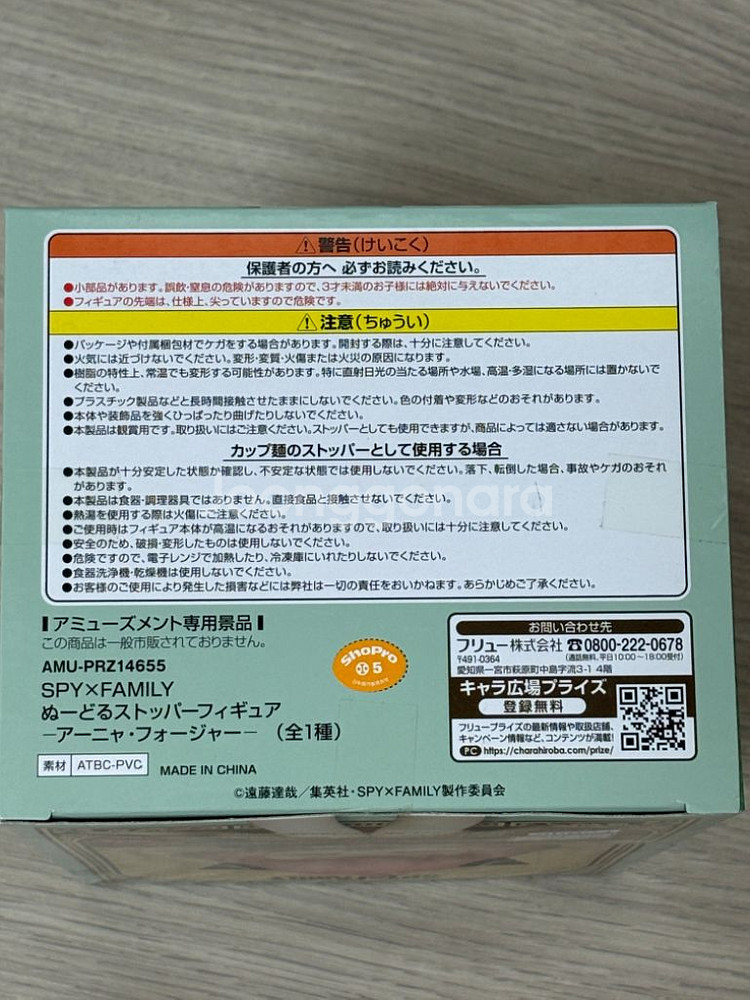 ⚠警告(けいこく)
保護者の方へ 必ずお読みください。
●小部品があります。誤飲・窒息の危険がありますので、3才未満のお子様には絶対に与えないでください。
●フィギュアの先端は、仕様上、尖っていますので危険です。
⚠注意(ちゅうい)
●パッケージや付属梱包材でケガをする場合があります。開封する際は、十分に注意してください。
●火気には近づけないでください。変形・変質・火傷または火災の原因になります。
●樹脂の特性上、常温でも変形する可能性があります。特に直射日光の当たる場所や水場、高温・多湿になる場所には置かないで
ください。
●プラスチック製品などと長時間接触させたままにしないでください。色の付着や変形などのおそれがあります。
●本体や装飾品を強くひっぱったり曲げたりしないでください。
●本製品は観賞用です。取り扱いにはご注意ください。ストッパーとしても使用できますが、商品によっては適さない場合があります。
カップ麺のストッパーとして使用する場合
●本製品が十分安定した状態か確認し、不安定な状態では使用しないでください。落下、転倒した場合、事故やケガのおそれ
があります。
●本製品は食器・調理器具ではありません。直接食品と接触させないでください。
●熱湯を使用する際は火傷にご注意ください。
●ご使用時はフィギュア本体が高温になるおそれがありますので、取り扱いには十分に注意してください。
●安全のため、破損・変形したものは使用しないでください。
●危険ですので、電子レンジで加熱したり、冷凍庫にいれたりしないでください。
●食器洗浄機・乾燥機は使用しないでください。
●お客様のご使用により発生した損害などには弊社は一切の責任をおいかねます。あらかじめご了承ください。
bunggonara
アミューズメント専用景品
この商品は一般市販されておりません。
AMU-PRZ14655
SPY×FAMILY
ぬーどるストッパーフィギュア
−アーニャ・フォージャー−(全1種)
素材 ATBC-PVC MADE IN CHINA
ShoPro
5
お問い合わせ先
フリュー株式会社 ☎0800-222-0678
〒491-0364 (通話無料、平日10:00〜18:00受付)
愛知県一宮市萩原町中島字流3-1-4階
キャラ広場プライズ
登録無料
フリュープライズの最新情報や取扱店舗、
キャンペーン情報など、コンテンツが満載!
PC https://charahiroba.com/prize/
©遠藤達哉/集英社・SPY×FAMILY製作委員会